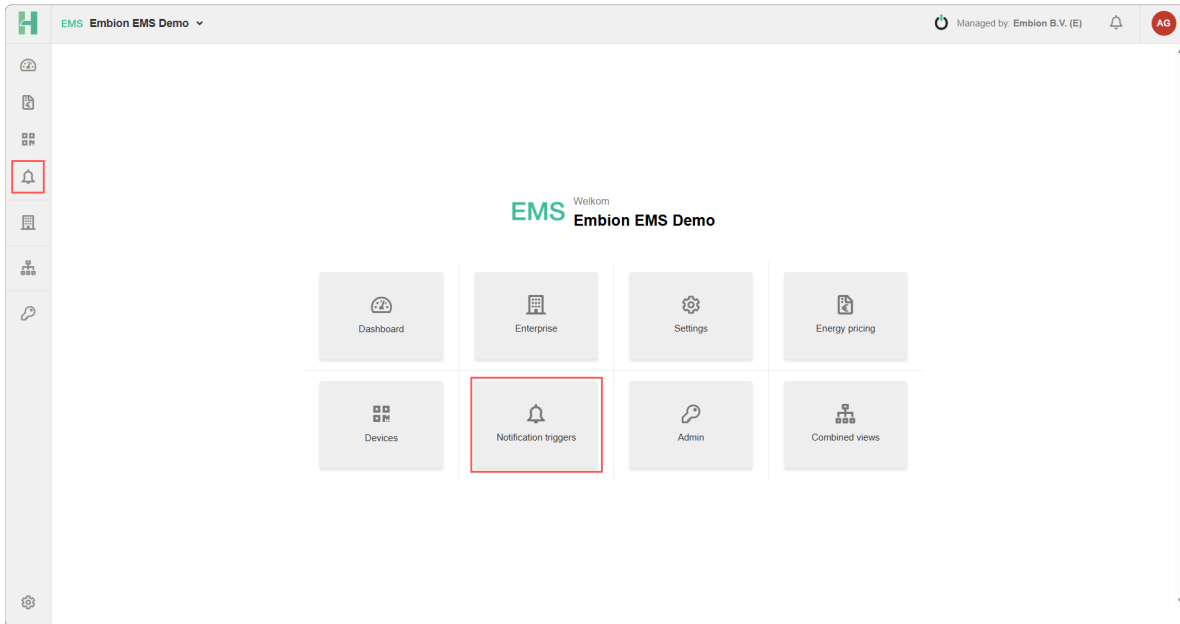 EMS Embion EMS Demo
Managed by: Embion B.V. (E)
AG
EMS
Welkom
Embion EMS Demo
Dashboard
Enterprise
Settings
Energy pricing
Devices
Notification triggers
Admin
Combined views